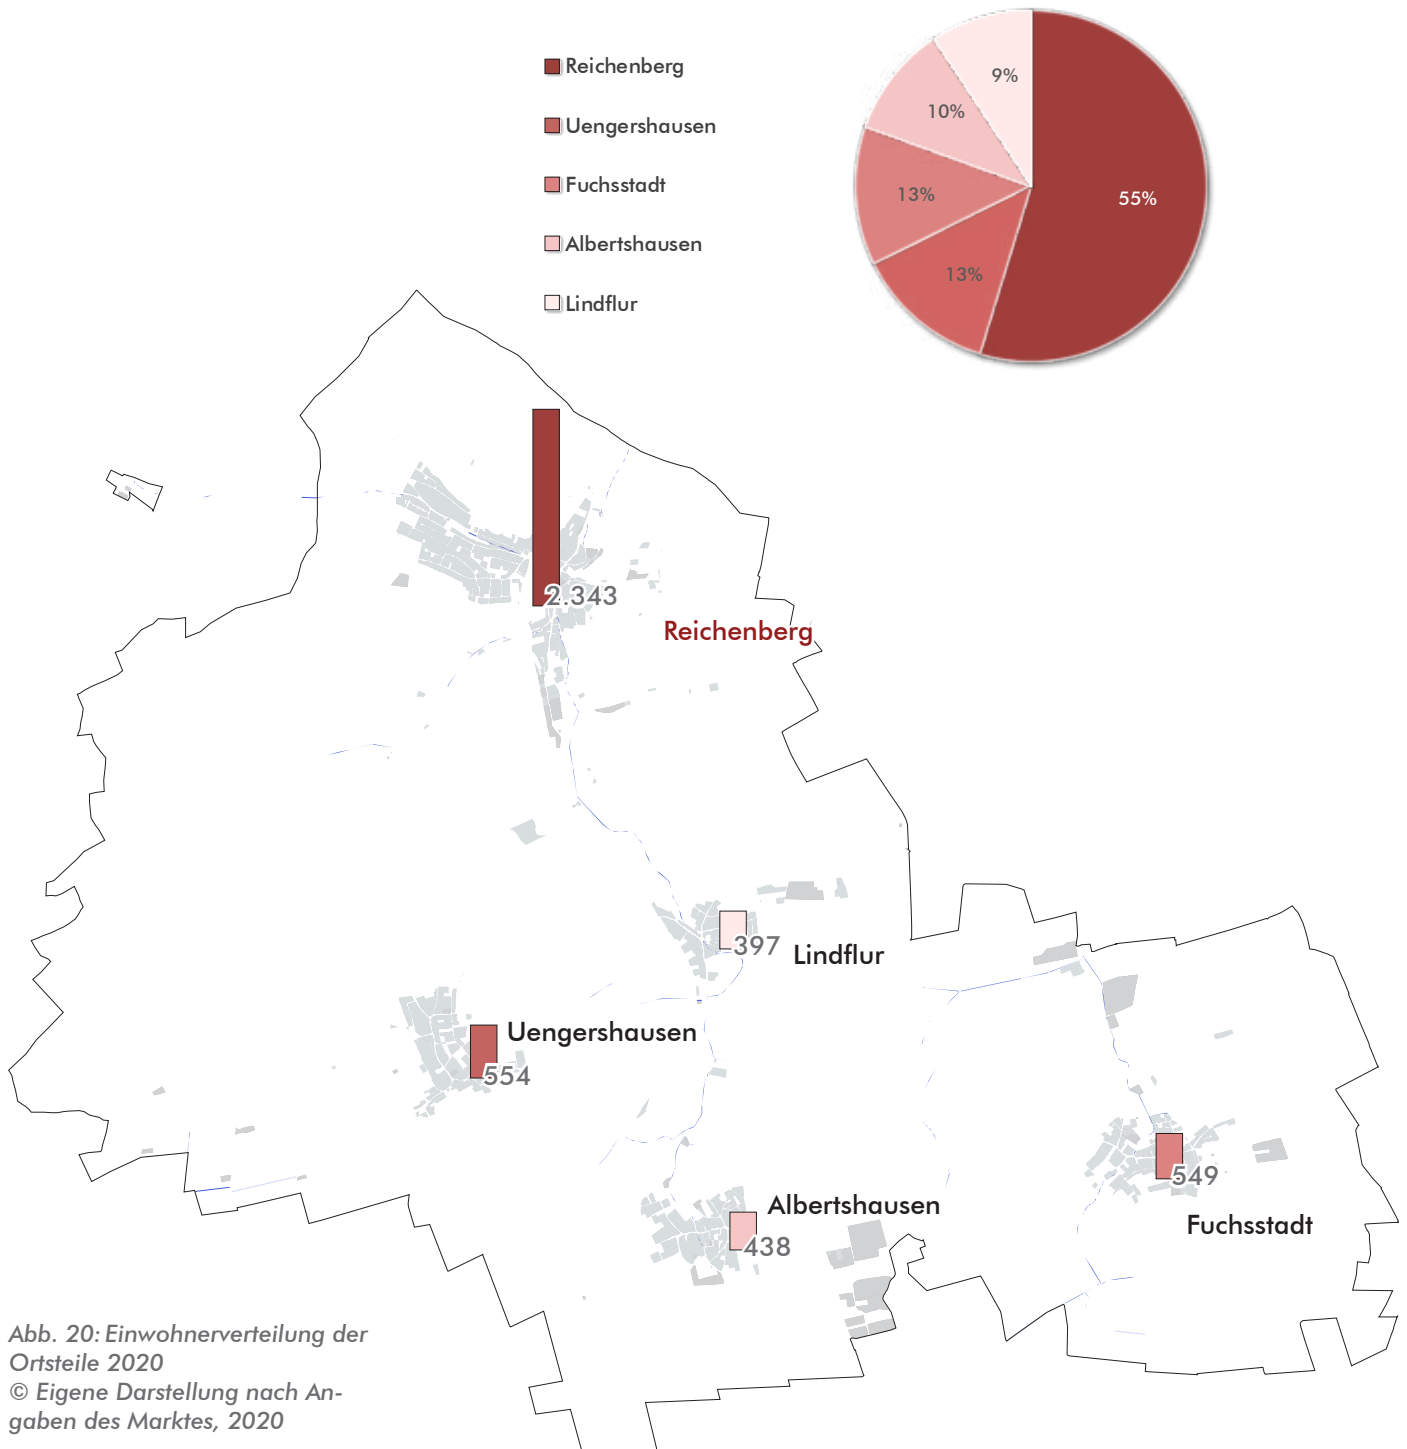 Reichenberg
Uengershausen
Fuchsstadt
Albertshausen
Lindflur
9%
10%
13%
55%
13%
2.343
Reichenberg
397
Lindflur
Uengershausen
554
549
Albertshausen
Fuchsstadt
438
Abb. 20: Einwohnerverteilung der
Ortsteile 2020
© Eigene Darstellung nach An-
gaben des Marktes, 2020